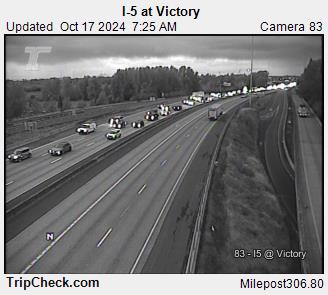 I-5 at Victory
Updated Oct 17 2024 7:25 AM Camera 83
T
N
83 - I5 @ Victory
TripCheck.com Milepost306.80